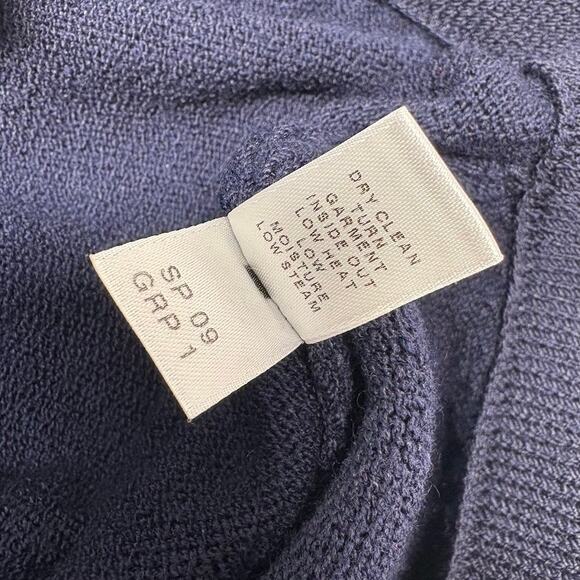 DRY CLEAN
TURN
GARMENT
INSIDE OUT
LOW HEAT
LOW
MOISTURE
LOW STEAM
SP 09
GRP 1